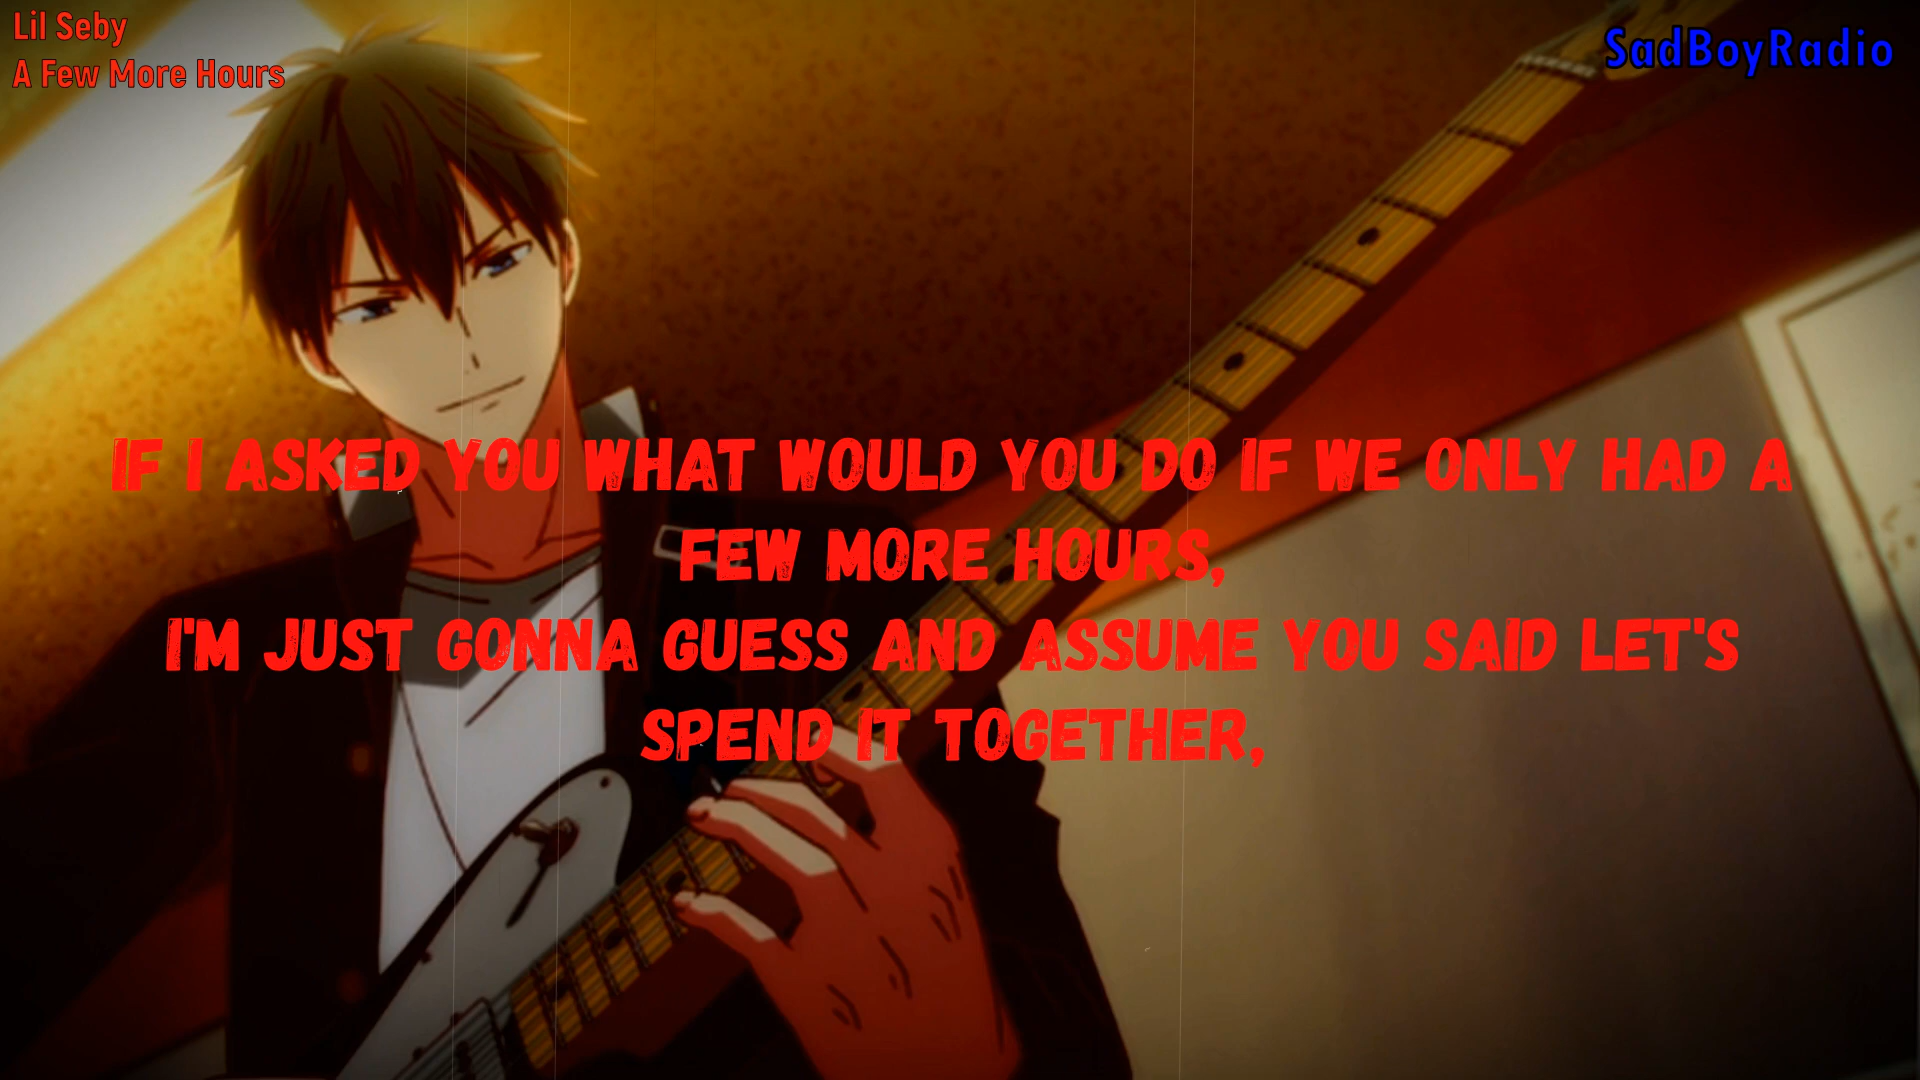 Lil Seby
A Few More Hours
SadBoyRadio
IF I ASKED YOU WHAT WOULD YOU DO IF WE ONLY HAD A
FEW MORE HOURS,
I'M JUST GONNA GUESS AND ASSUME YOU SAID LET'S
SPEND IT TOGETHER,